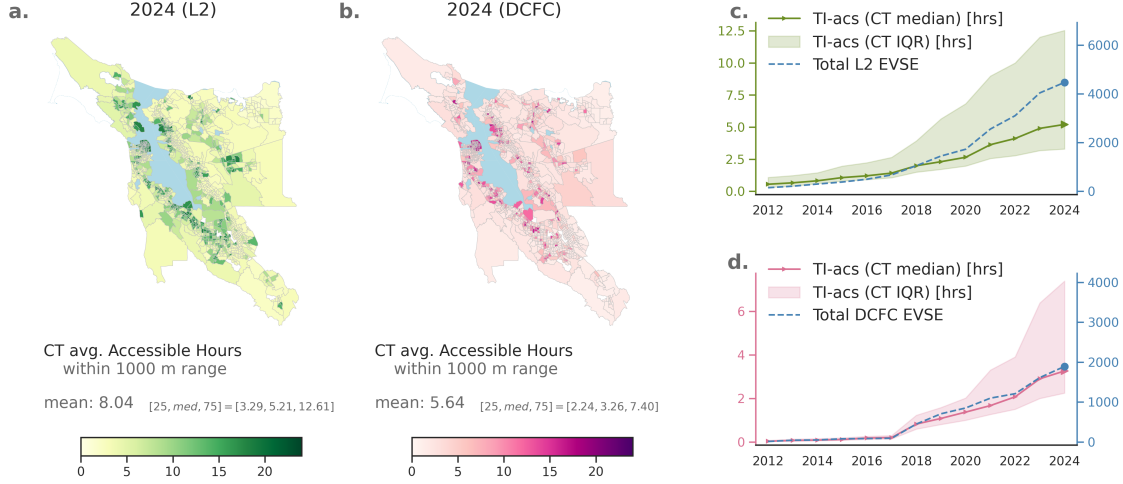 a.
2024 (L2)
CT avg. Accessible Hours
within 1000 m range
mean: 8.04
[25, med, 75] = [3.29, 5.21, 12.61]
0 5 10 15 20
b.
2024 (DCFC)
CT avg. Accessible Hours
within 1000 m range
mean: 5.64
[25, med, 75] = [2.24, 3.26, 7.40]
0 5 10 15 20
c.
TI-acs (CT median) [hrs]
TI-acs (CT IQR) [hrs]
Total L2 EVSE
12.5
10.0
7.5
5.0
2.5
0.0
6000
4000
2000
0
2012 2014 2016 2018 2020 2022 2024
d.
TI-acs (CT median) [hrs]
TI-acs (CT IQR) [hrs]
Total DCFC EVSE
6
4
2
0
4000
3000
2000
1000
0
2012 2014 2016 2018 2020 2022 2024